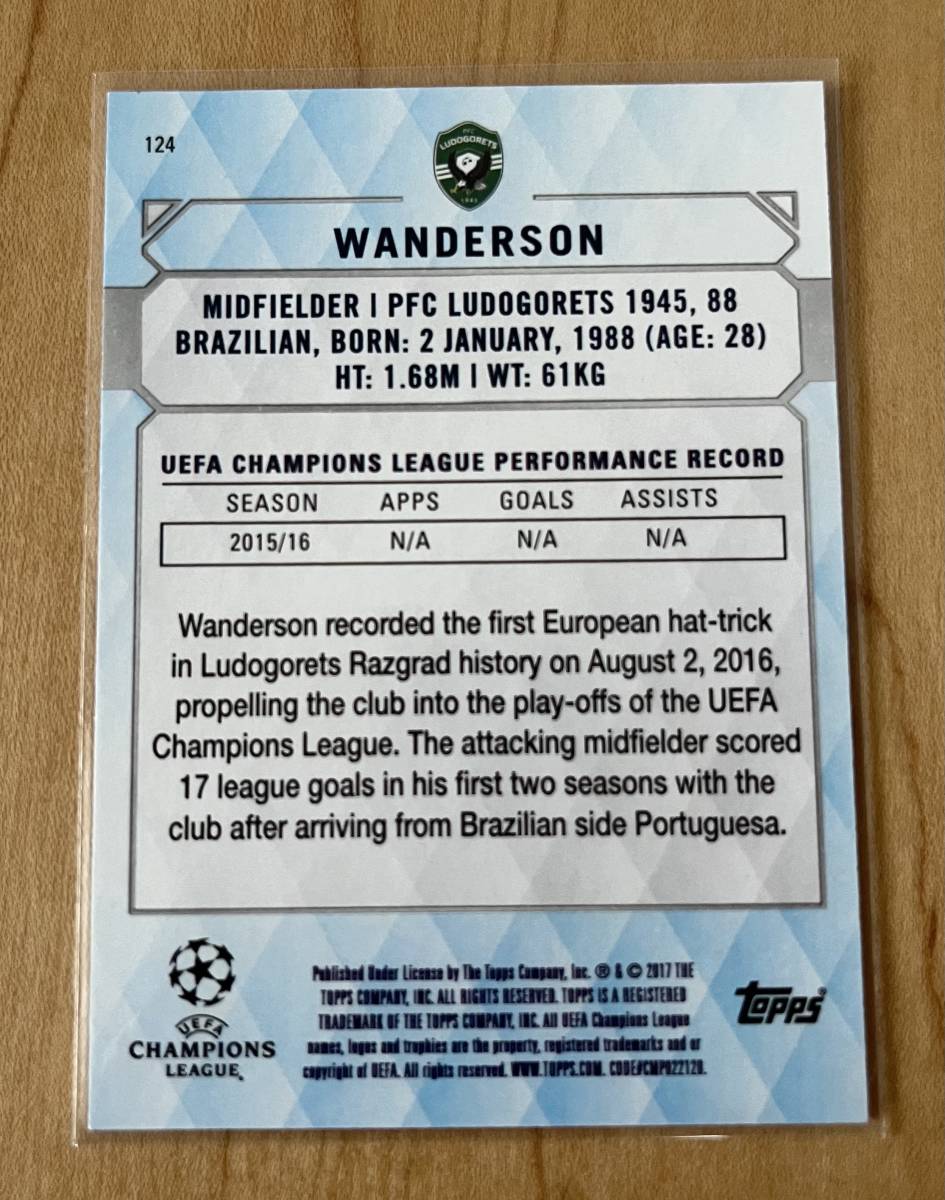 124
PFC
LUDOGORETS
1945
WANDERSON
MIDFIELDER | PFC LUDOGORETS 1945, 88
BRAZILIAN, BORN: 2 JANUARY, 1988 (AGE: 28)
HT: 1.68M | WT: 61KG
UEFA CHAMPIONS LEAGUE PERFORMANCE RECORD
SEASON APPS GOALS ASSISTS
2015/16 N/A N/A N/A
Wanderson recorded the first European hat-trick
in Ludogorets Razgrad history on August 2, 2016,
propelling the club into the play-offs of the UEFA
Champions League. The attacking midfielder scored
17 league goals in his first two seasons with the
club after arriving from Brazilian side Portuguesa.
Published Under License by The Topps Company, Inc. ® & © 2017 THE
TOPPS COMPANY, INC. ALL RIGHTS RESERVED. TOPPS IS A REGISTERED
TRADEMARK OF THE TOPPS COMPANY, INC. All UEFA Champions League
names, logos and trophies are the property, registered trademarks and or
copyright of UEFA. All rights reserved. WWW.TOPPS.COM. CODE#CMP022120.
UEFA
CHAMPIONS
LEAGUE.
topps®